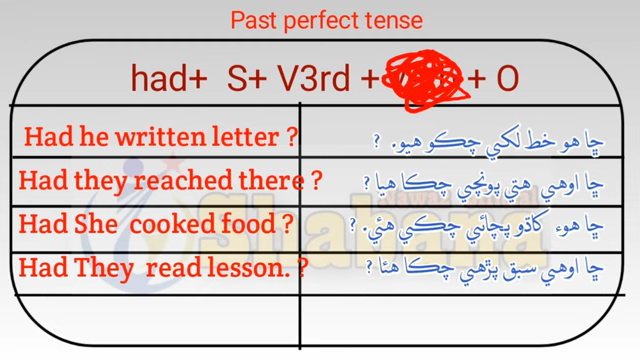 Past perfect tense
had+ S+ V3rd + + O
Had he written letter ?
ڇا هو خط لکي چڪو هيو. ?
Had they reached there ?
ڇا اوهي هتي پونچي چڪا هيا ?
Had She cooked food ?
ڇا هوءِ کاڌو پچائي چڪي هئي. ?
Had They read lesson. ?
ڇا اوهي سبق پڙهي چڪا هئا ?
Shabana